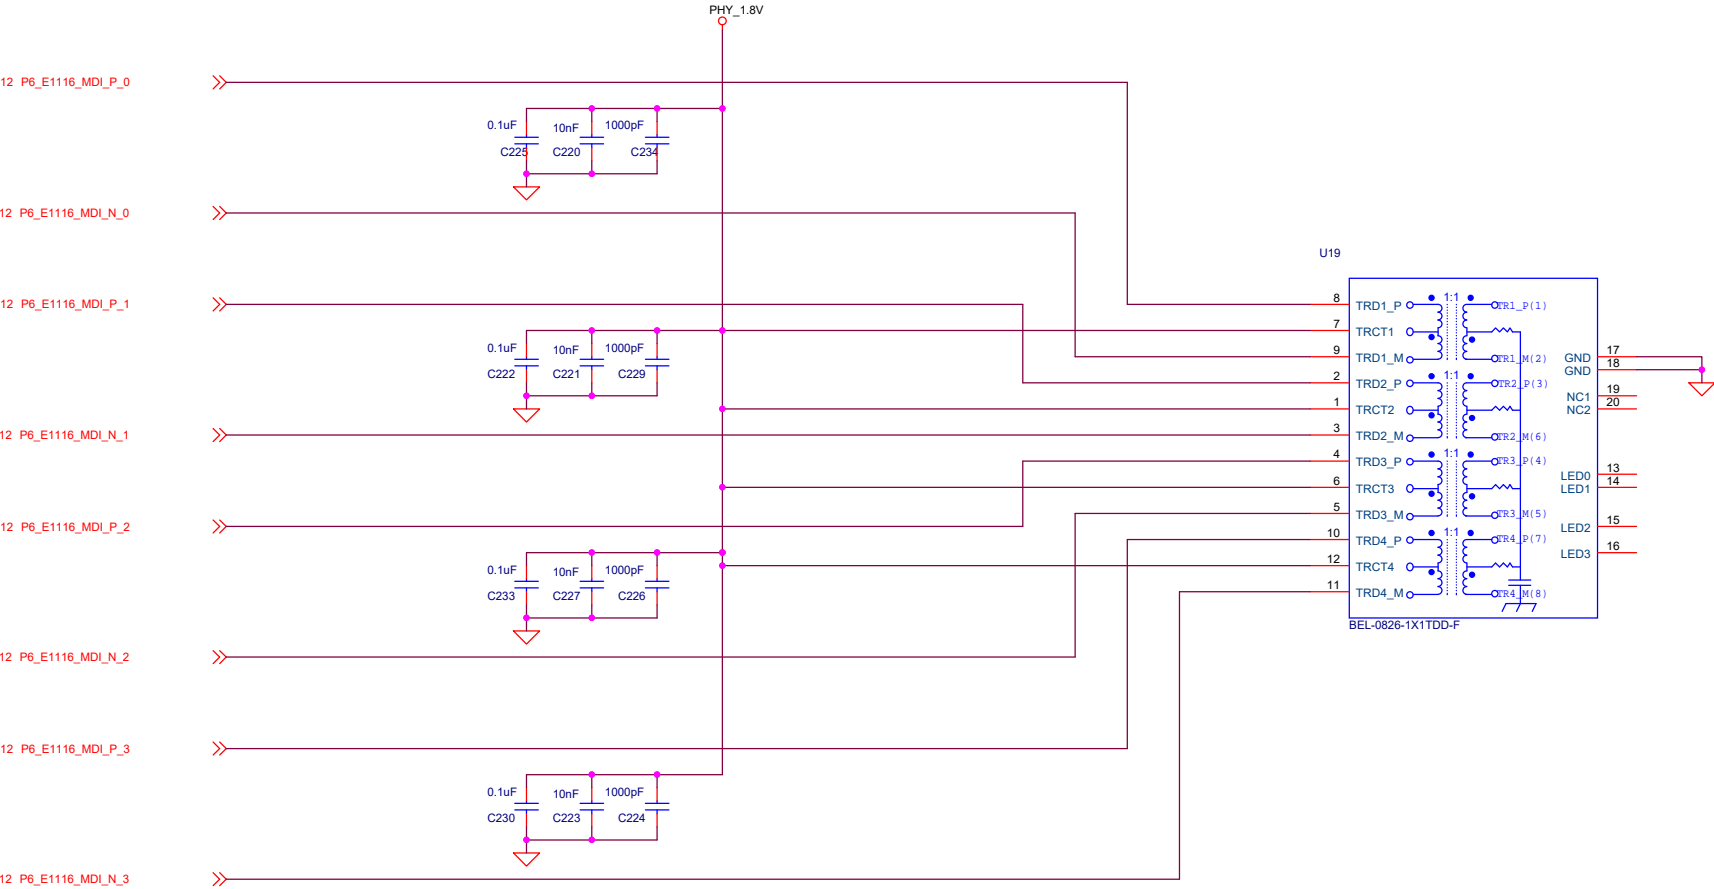 PHY_1.8V
12 P6_E1116_MDI_P_0
0.1uF 10nF 1000pF
C225 C220 C234
12 P6_E1116_MDI_N_0
U19
12 P6_E1116_MDI_P_1
0.1uF 10nF 1000pF
C222 C221 C229
12 P6_E1116_MDI_N_1
12 P6_E1116_MDI_P_2
0.1uF 10nF 1000pF
C233 C227 C226
12 P6_E1116_MDI_N_2
12 P6_E1116_MDI_P_3
0.1uF 10nF 1000pF
C230 C223 C224
12 P6_E1116_MDI_N_3
8 TRD1_P 1:1 TR1_P(1)
7 TRCT1
9 TRD1_M TR1_M(2)
2 TRD2_P 1:1 TR2_P(3)
1 TRCT2
3 TRD2_M TR2_M(6)
4 TRD3_P 1:1 TR3_P(4)
6 TRCT3
5 TRD3_M TR3_M(5)
10 TRD4_P 1:1 TR4_P(7)
12 TRCT4
11 TRD4_M TR4_M(8)
GND 17
GND 18
NC1 19
NC2 20
LED0 13
LED1 14
LED2 15
LED3 16
BEL-0826-1X1TDD-F